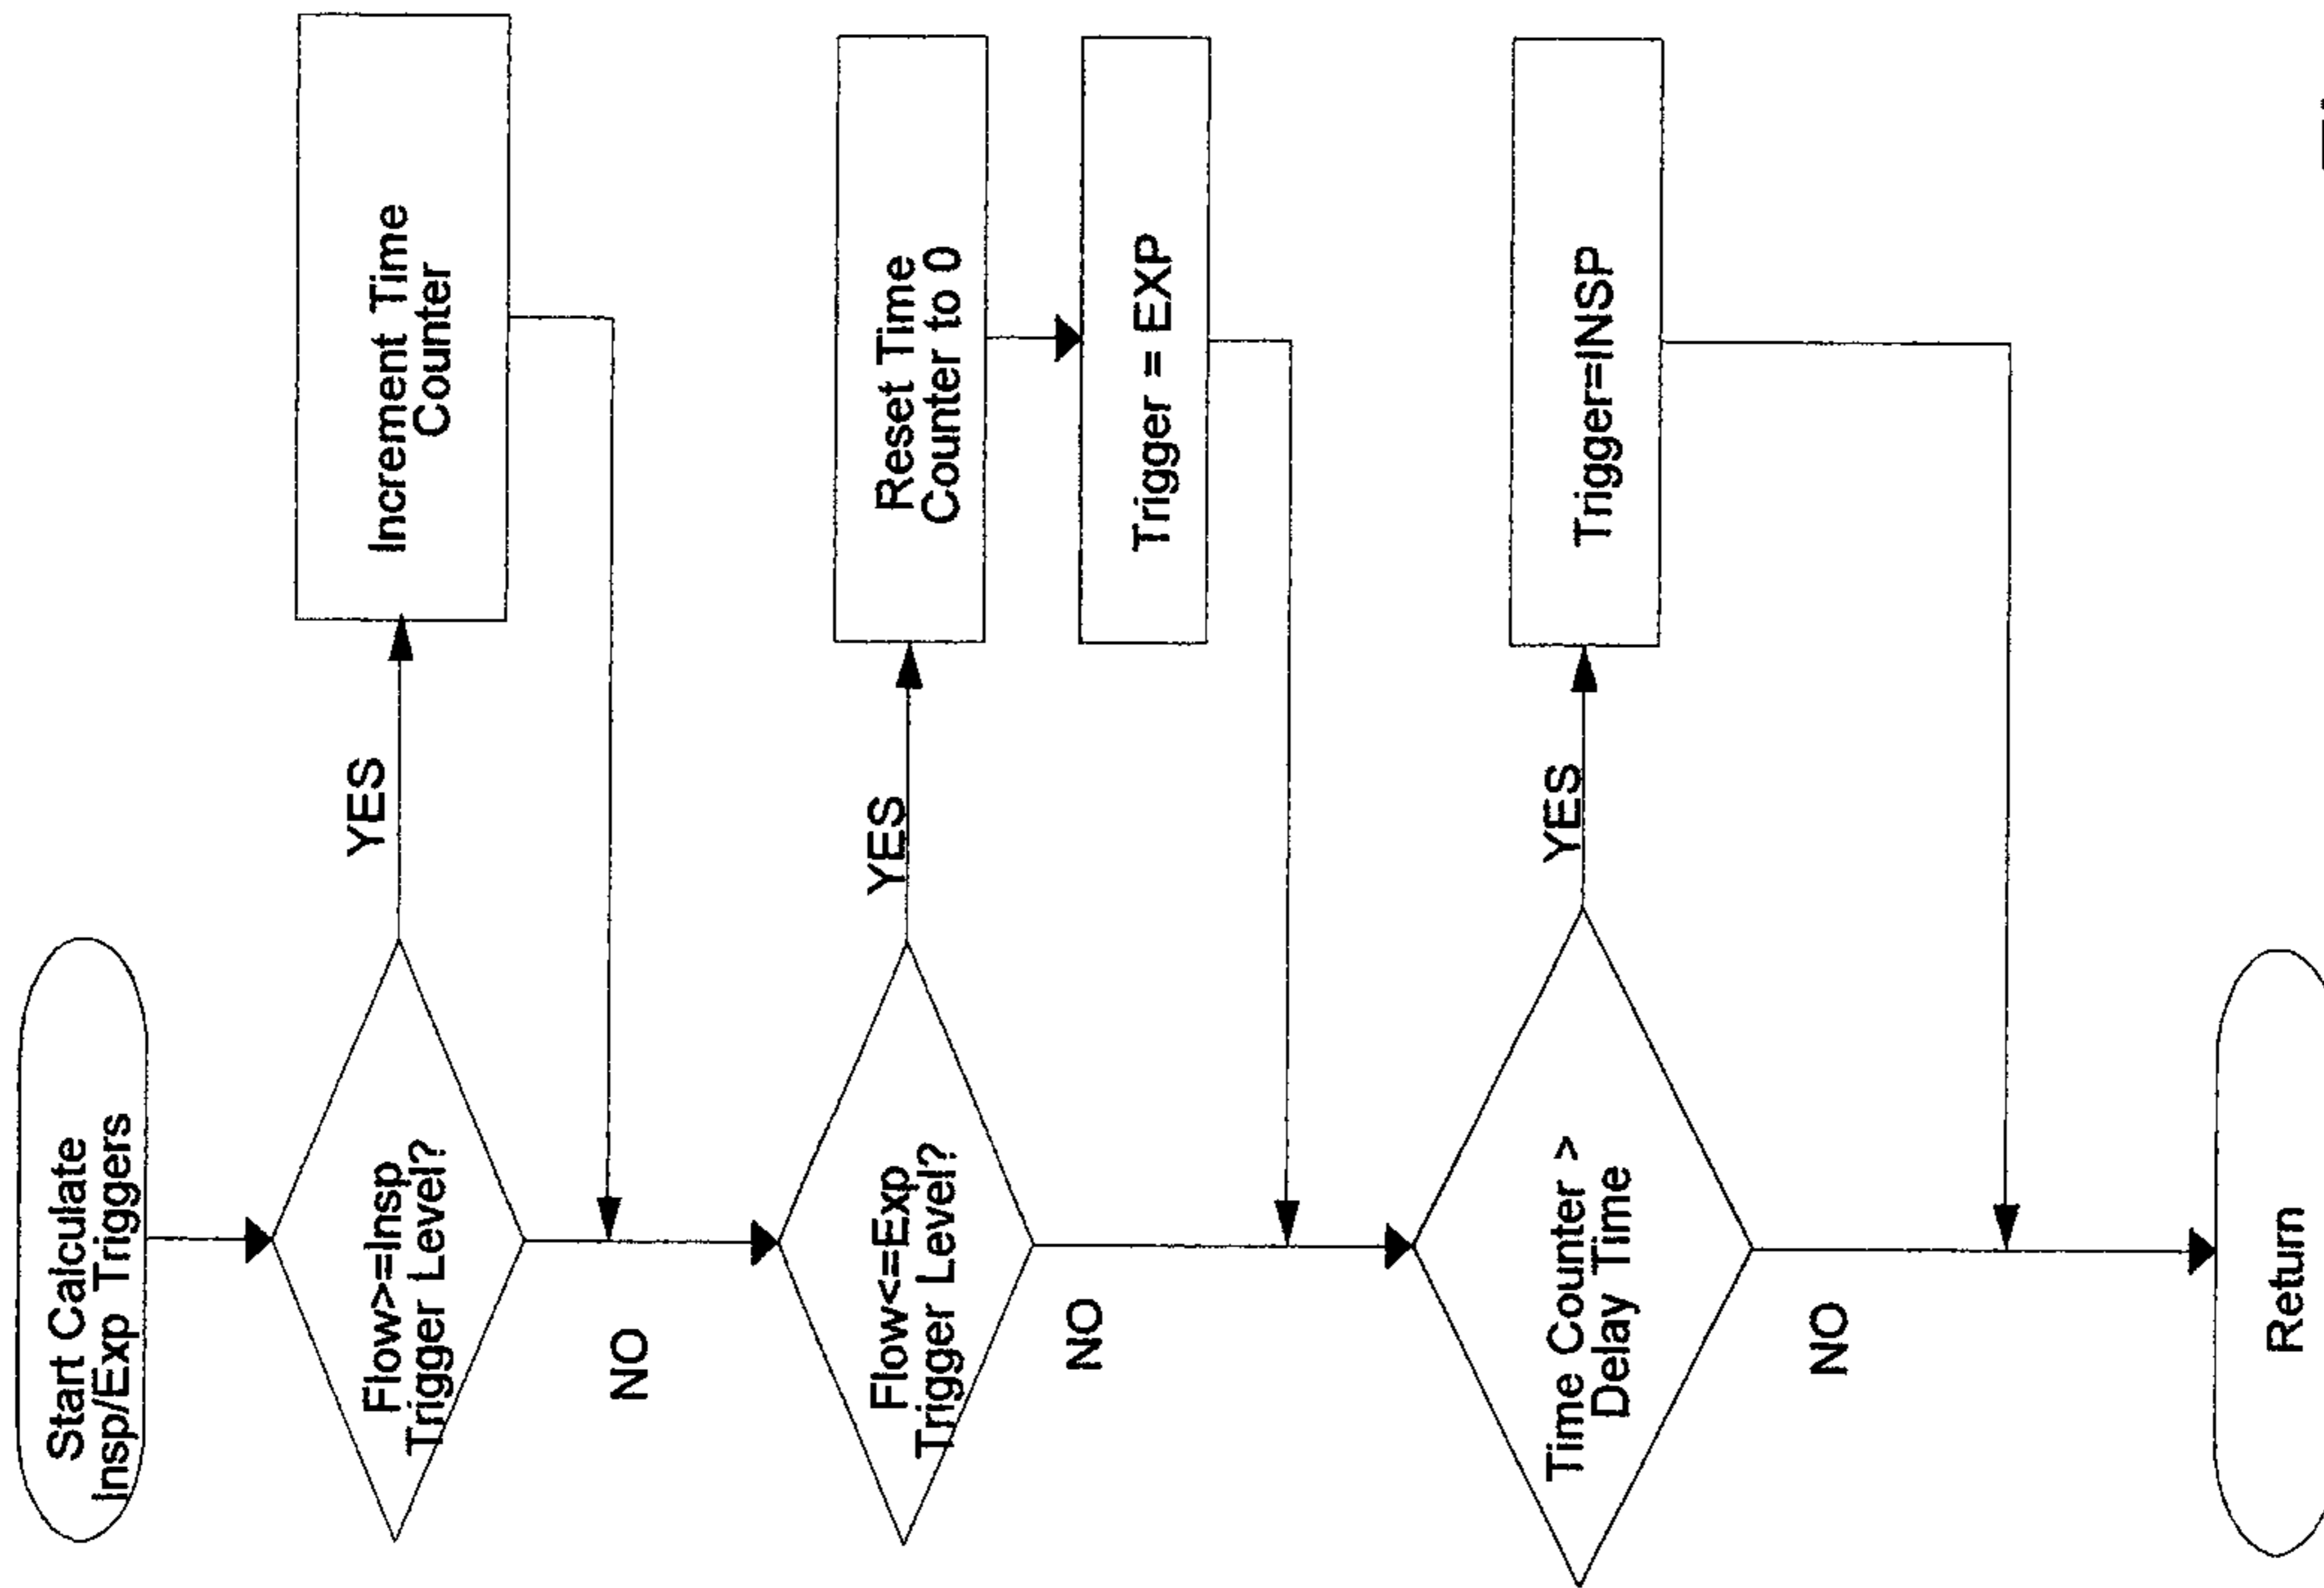 Start Calculate
Insp/Exp Triggers
Flow>=Insp
Trigger Level?
YES
Increment Time
Counter
NO
Flow<=Exp
Trigger Level?
YES
Reset Time
Counter to 0
Trigger = EXP
NO
Time Counter >
Delay Time
YES
Trigger=INSP
NO
Return